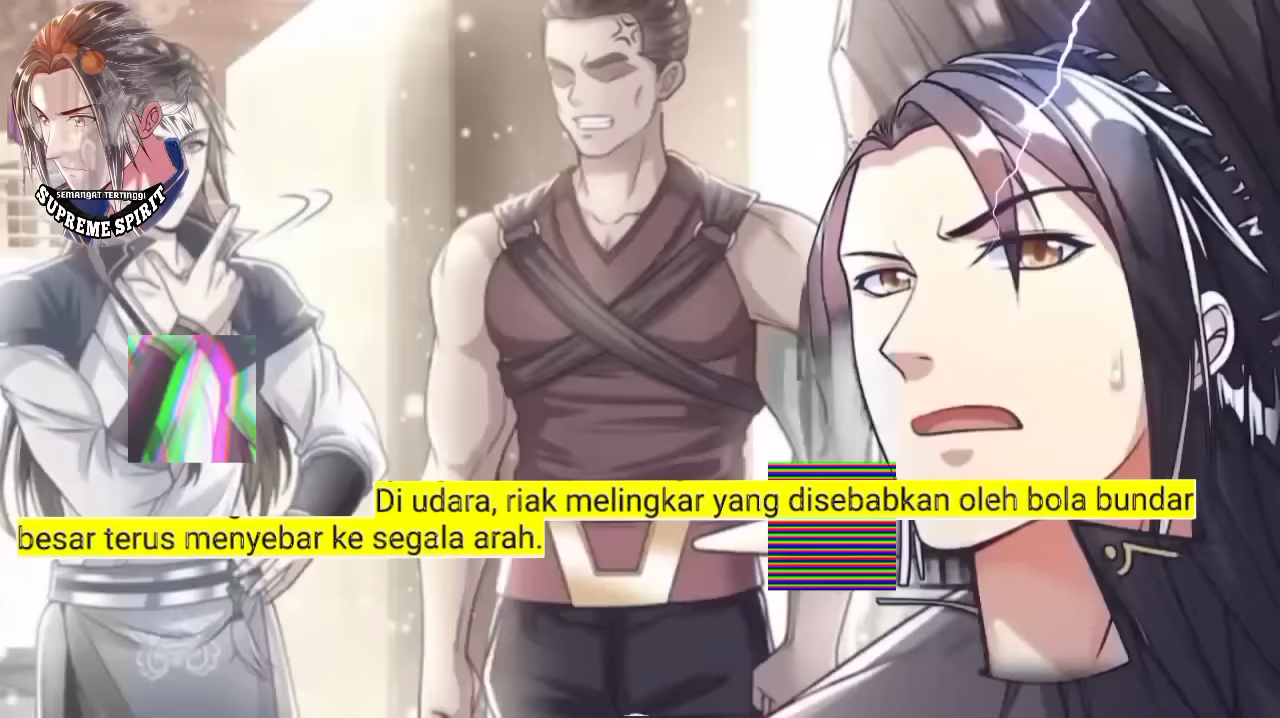 SEMANGAT TERTINGGI
SUPREME SPIRIT
Di udara, riak melingkar yang disebabkan oleh bola bundar
besar terus menyebar ke segala arah.